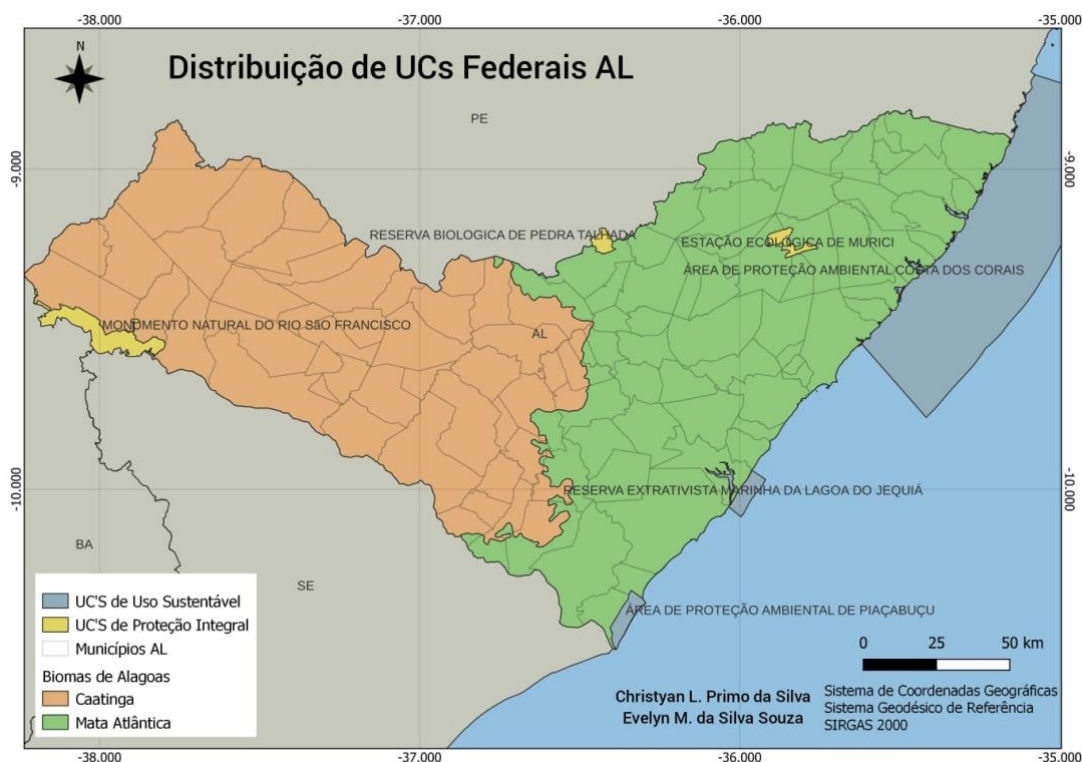 -38.000
-37.000
-36.000
-35.000
N
Distribuição de UCs Federais AL
PE
-9.000
-9.000
RESERVA BIOLOGICA DE PEDRA TALHADA
ESTAÇÃO ECOLÓGICA DE MURICI
ÁREA DE PROTEÇÃO AMBIENTAL COSTA DOS CORAIS
MONUMENTO NATURAL DO RIO SãO FRANCISCO
AL
-10.000
-10.000
RESERVA EXTRATIVISTA MARINHA DA LAGOA DO JEQUIÁ
BA
SE
ÁREA DE PROTEÇÃO AMBIENTAL DE PIAÇABUÇU
UC'S de Uso Sustentável
UC'S de Proteção Integral
Municípios AL
Biomas de Alagoas
Caatinga
Mata Atlântica
0 25 50 km
Christyan L. Primo da Silva
Evelyn M. da Silva Souza
Sistema de Coordenadas Geográficas
Sistema Geodésico de Referência
SIRGAS 2000
-38.000
-37.000
-36.000
-35.000